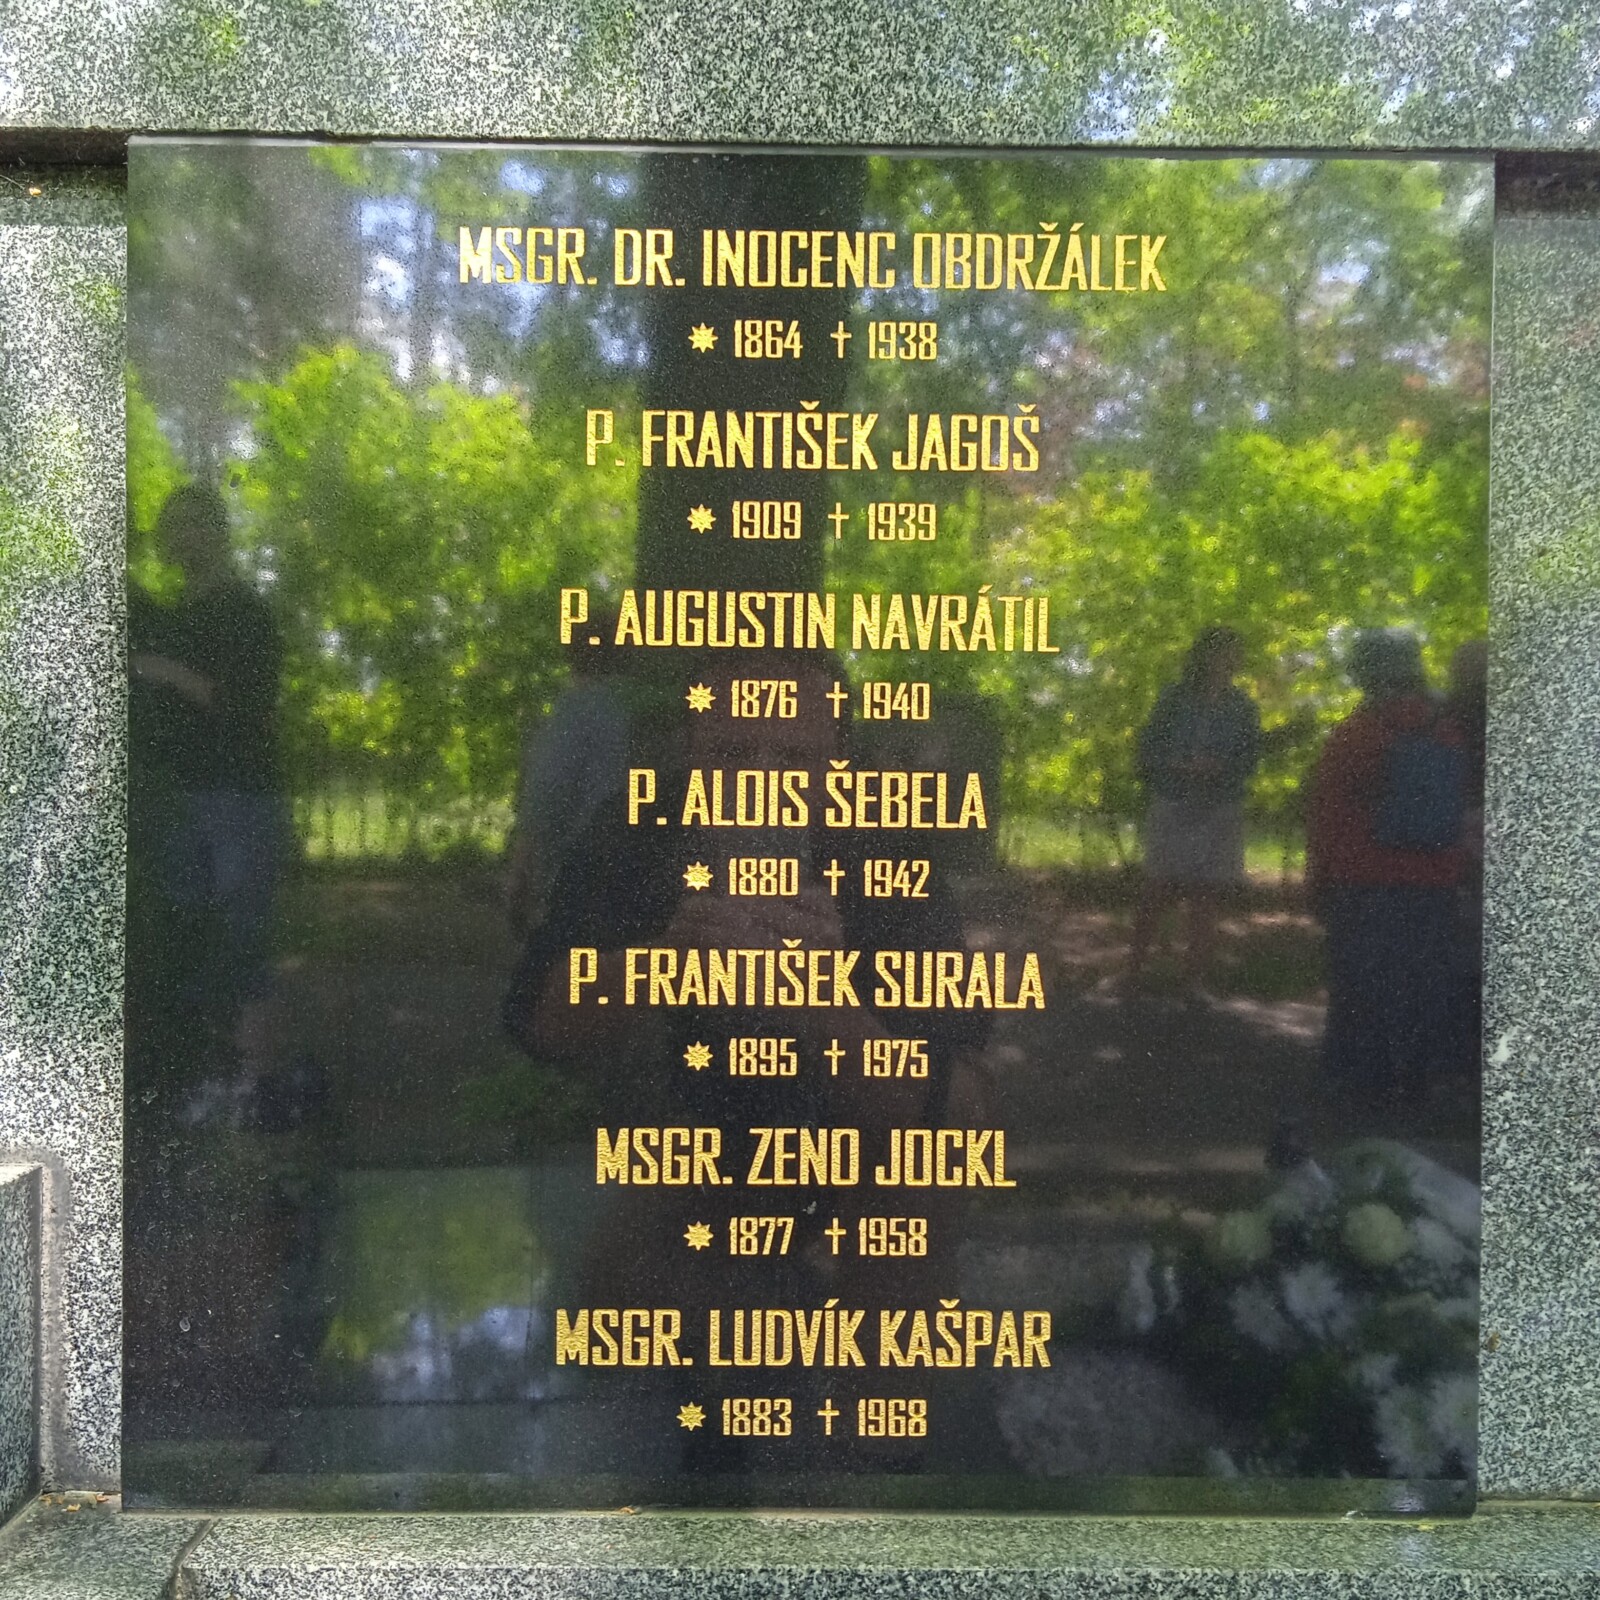 MSGR. DR. INOCENC OBDRŽÁLEK
* 1864 † 1938
P. FRANTIŠEK JAGOŠ
* 1909 † 1939
P. AUGUSTIN NAVRÁTIL
* 1876 † 1940
P. ALOIS ŠEBELA
* 1880 † 1942
P. FRANTIŠEK SURALA
* 1895 † 1975
MSGR. ZENO JOCKL
* 1877 † 1958
MSGR. LUDVÍK KAŠPAR
* 1883 † 1968